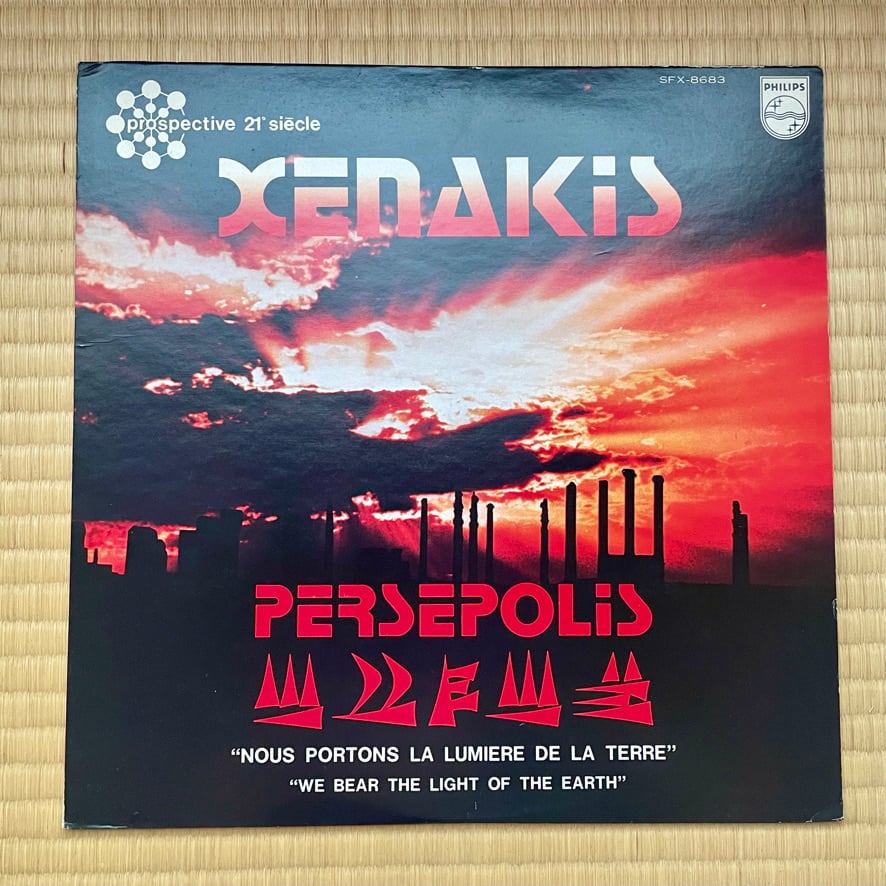 SFX-8683
PHILIPS
prospective 21e siècle
XENAKiS
PERSEPOLiS
“NOUS PORTONS LA LUMIERE DE LA TERRE”
“WE BEAR THE LIGHT OF THE EARTH”